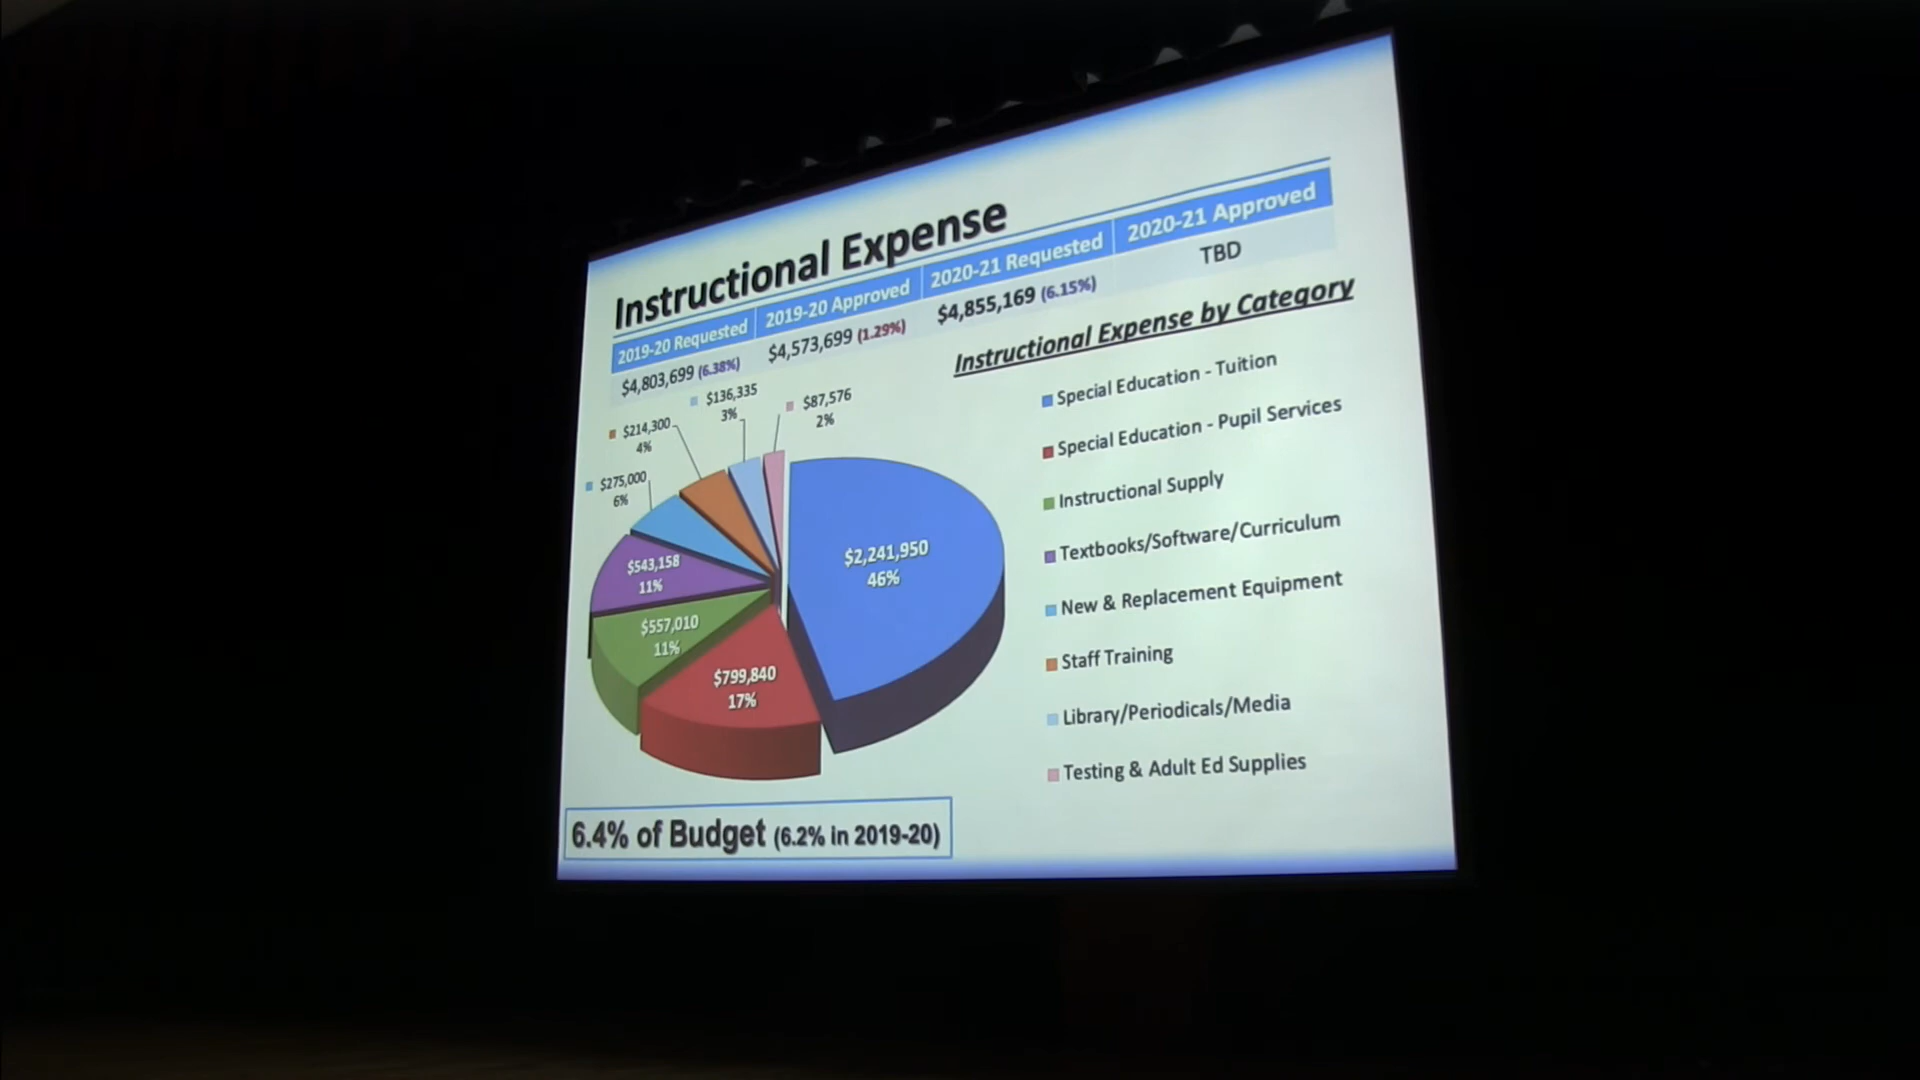 Instructional Expense
2019-20 Requested 2019-20 Approved 2020-21 Requested 2020-21 Approved
$4,803,699 (6.38%) $4,573,699 (1.29%) $4,855,169 (6.15%) TBD
Instructional Expense by Category
$136,335
3%
$87,576
2%
$214,300
4%
$275,000
6%
$543,158
11%
$557,010
11%
$799,840
17%
$2,241,950
46%
Special Education - Tuition
Special Education - Pupil Services
Instructional Supply
Textbooks/Software/Curriculum
New & Replacement Equipment
Staff Training
Library/Periodicals/Media
Testing & Adult Ed Supplies
6.4% of Budget (6.2% in 2019-20)